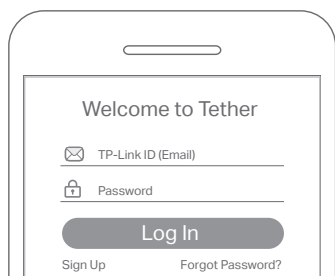 Welcome to Tether
TP-Link ID (Email)
Password
Log In
Sign Up Forgot Password?